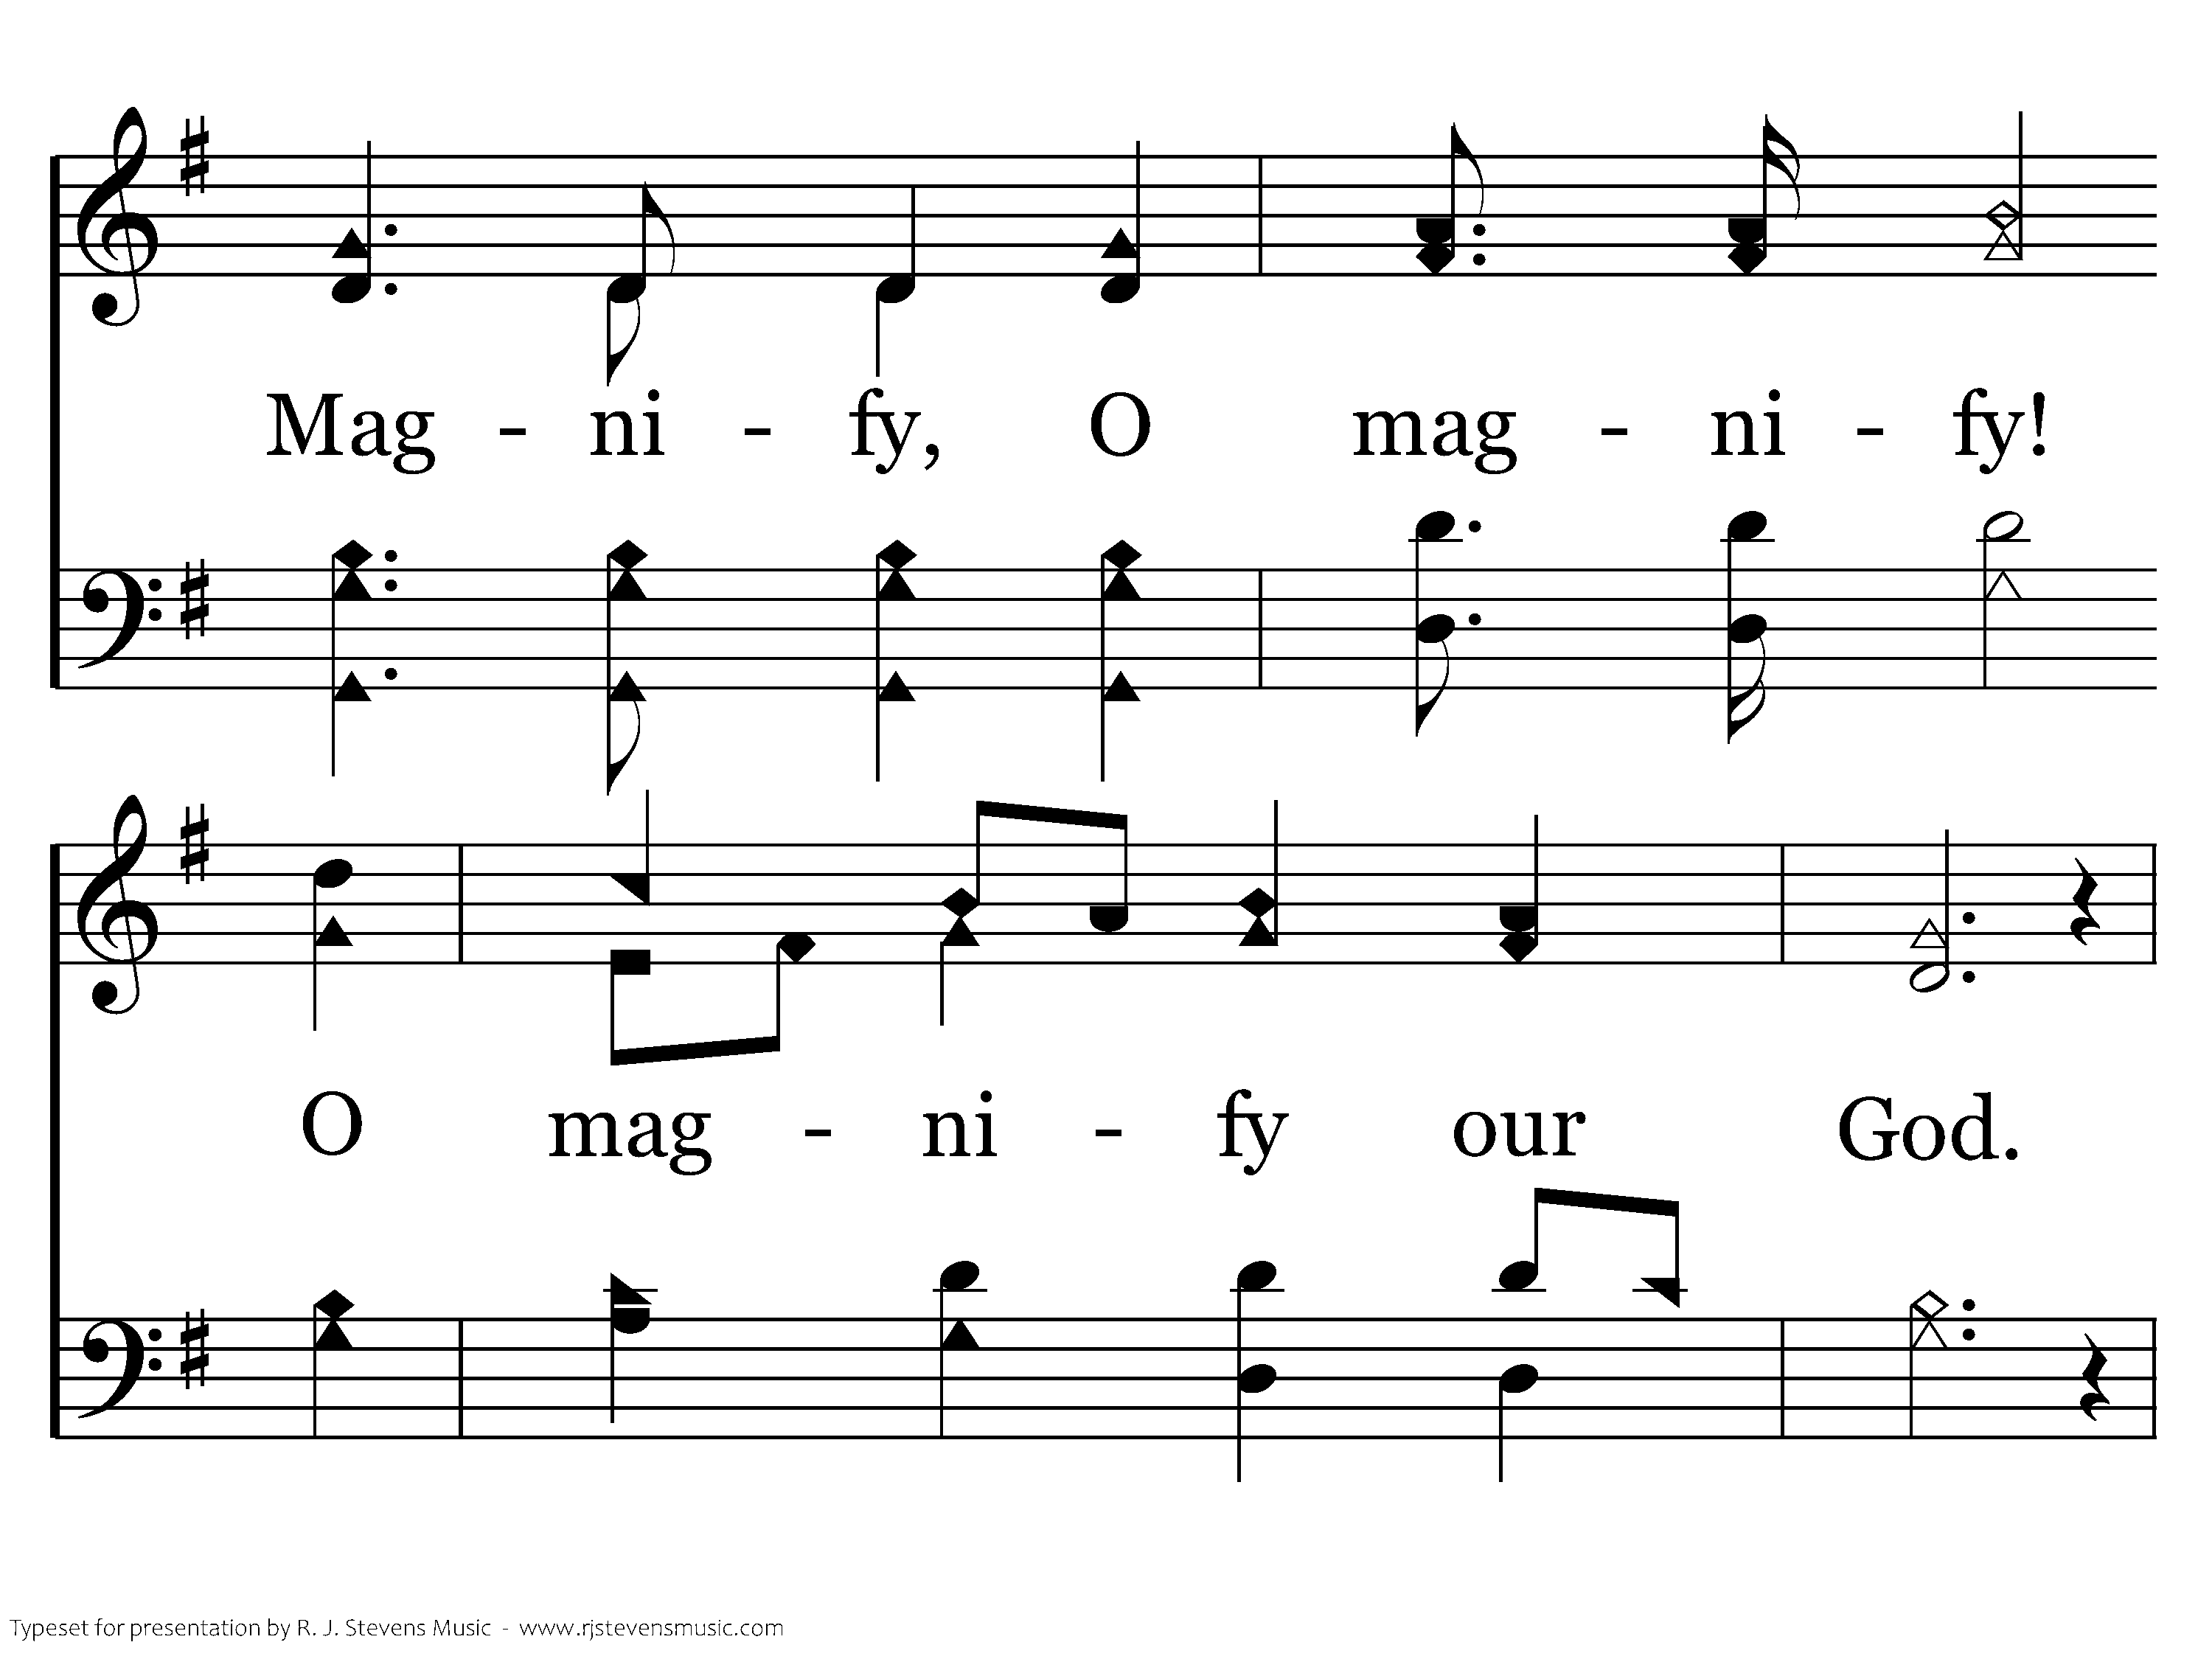 Mag - ni - fy, O mag - ni - fy!
O mag - ni - fy our God.
Typeset for presentation by R. J. Stevens Music - www.rjstevensmusic.com